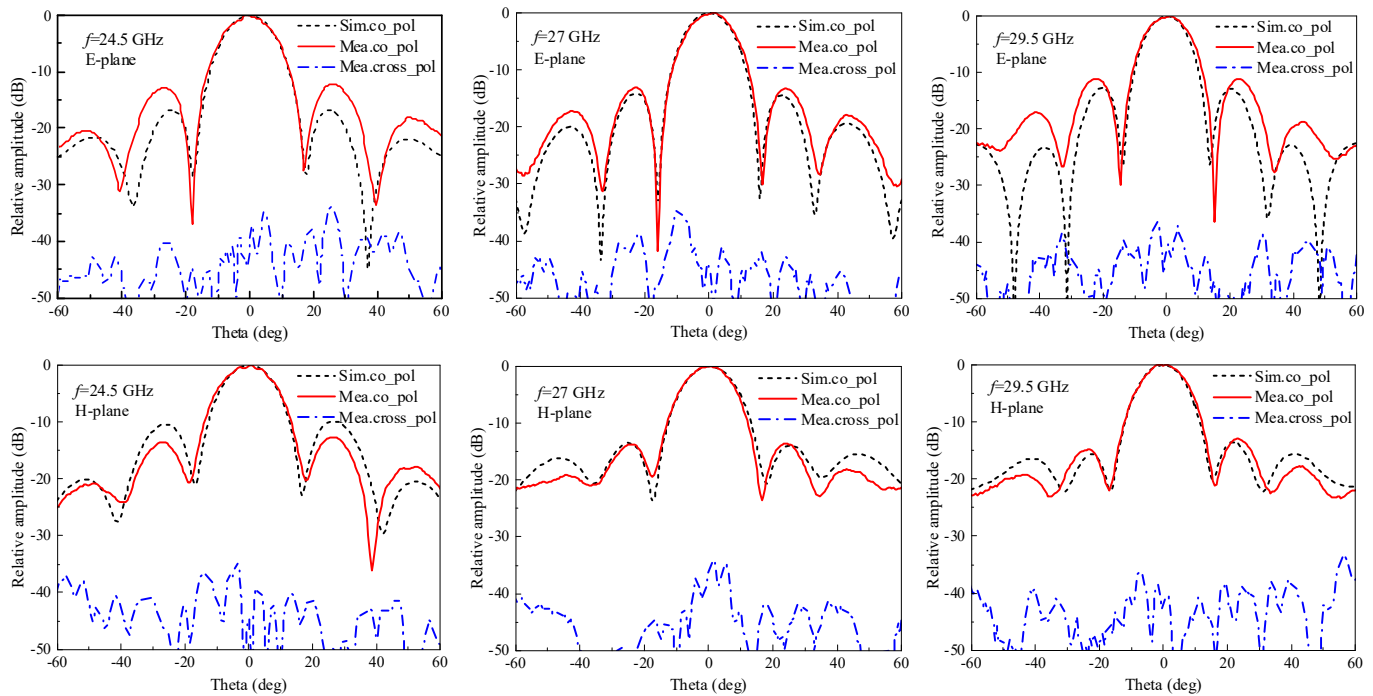 0
-10
-20
-30
-40
-50
-60
-40
-20
0
20
40
60
Relative amplitude (dB)
Theta (deg)
f=24.5 GHz
E-plane
Sim.co_pol
Mea.co_pol
Mea.cross_pol
0
-10
-20
-30
-40
-50
-60
-40
-20
0
20
40
60
Relative amplitude (dB)
Theta (deg)
f=27 GHz
E-plane
Sim.co_pol
Mea.co_pol
Mea.cross_pol
0
-10
-20
-30
-40
-50
-60
-40
-20
0
20
40
60
Relative amplitude (dB)
Theta (deg)
f=29.5 GHz
E-plane
Sim.co_pol
Mea.co_pol
Mea.cross_pol
0
-10
-20
-30
-40
-50
-60
-40
-20
0
20
40
60
Relative amplitude (dB)
Theta (deg)
f=24.5 GHz
H-plane
Sim.co_pol
Mea.co_pol
Mea.cross_pol
0
-10
-20
-30
-40
-50
-60
-40
-20
0
20
40
60
Relative amplitude (dB)
Theta (deg)
f=27 GHz
H-plane
Sim.co_pol
Mea.co_pol
Mea.cross_pol
0
-10
-20
-30
-40
-50
-60
-40
-20
0
20
40
60
Relative amplitude (dB)
Theta (deg)
f=29.5 GHz
H-plane
Sim.co_pol
Mea.co_pol
Mea.cross_pol